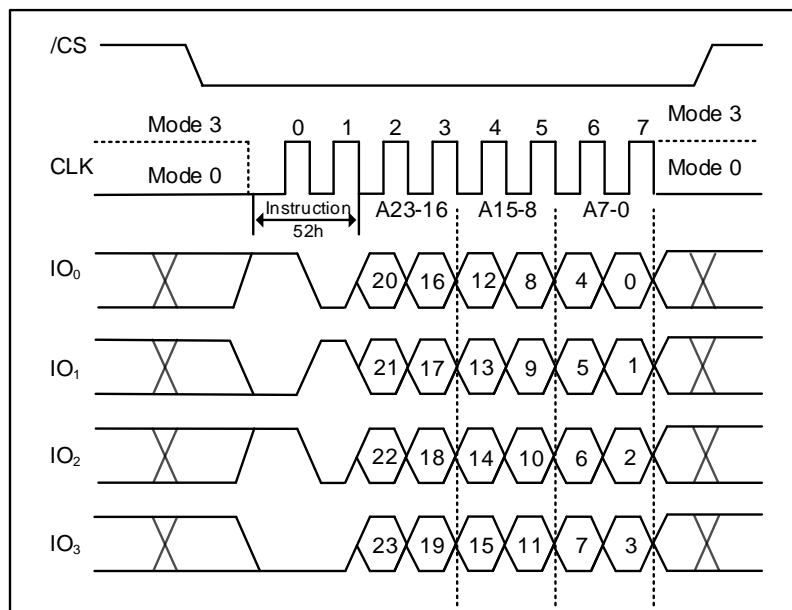 /CS
Mode 3
0 1 2 3 4 5 6 7
Mode 3
CLK
Mode 0
Mode 0
Instruction
52h
A23-16
A15-8
A7-0
IO₀
20 16 12 8 4 0
IO₁
21 17 13 9 5 1
IO₂
22 18 14 10 6 2
IO₃
23 19 15 11 7 3